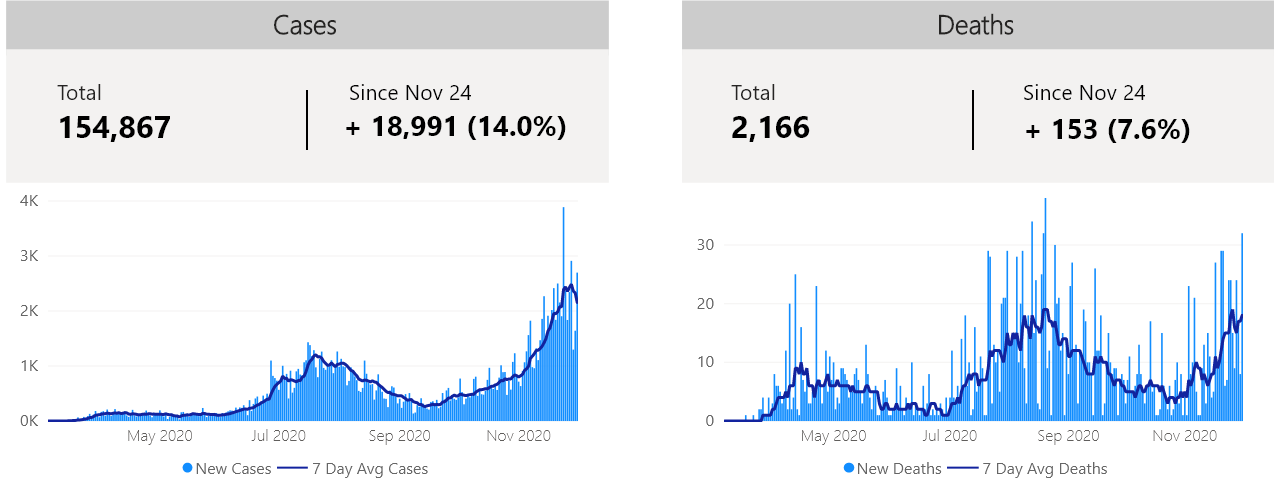 Cases
Total
154,867
Since Nov 24
+ 18,991 (14.0%)
4K
3K
2K
1K
0K
May 2020 Jul 2020 Sep 2020 Nov 2020
New Cases 7 Day Avg Cases
Deaths
Total
2,166
Since Nov 24
+ 153 (7.6%)
30
20
10
0
May 2020 Jul 2020 Sep 2020 Nov 2020
New Deaths 7 Day Avg Deaths